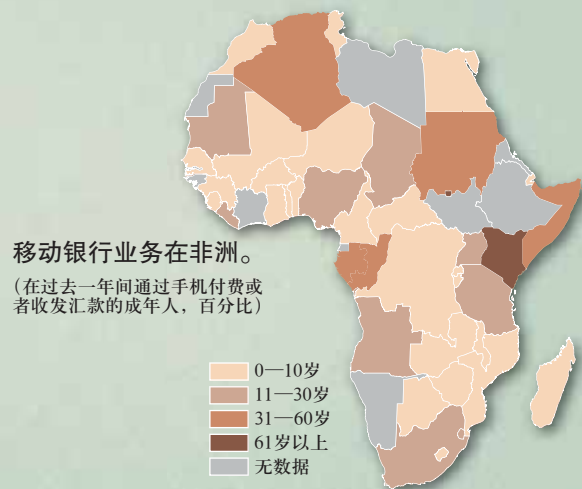 移动银行业务在非洲。
（在过去一年间通过手机付费或
者收发汇款的成年人，百分比）
0—10岁
11—30岁
31—60岁
61岁以上
无数据